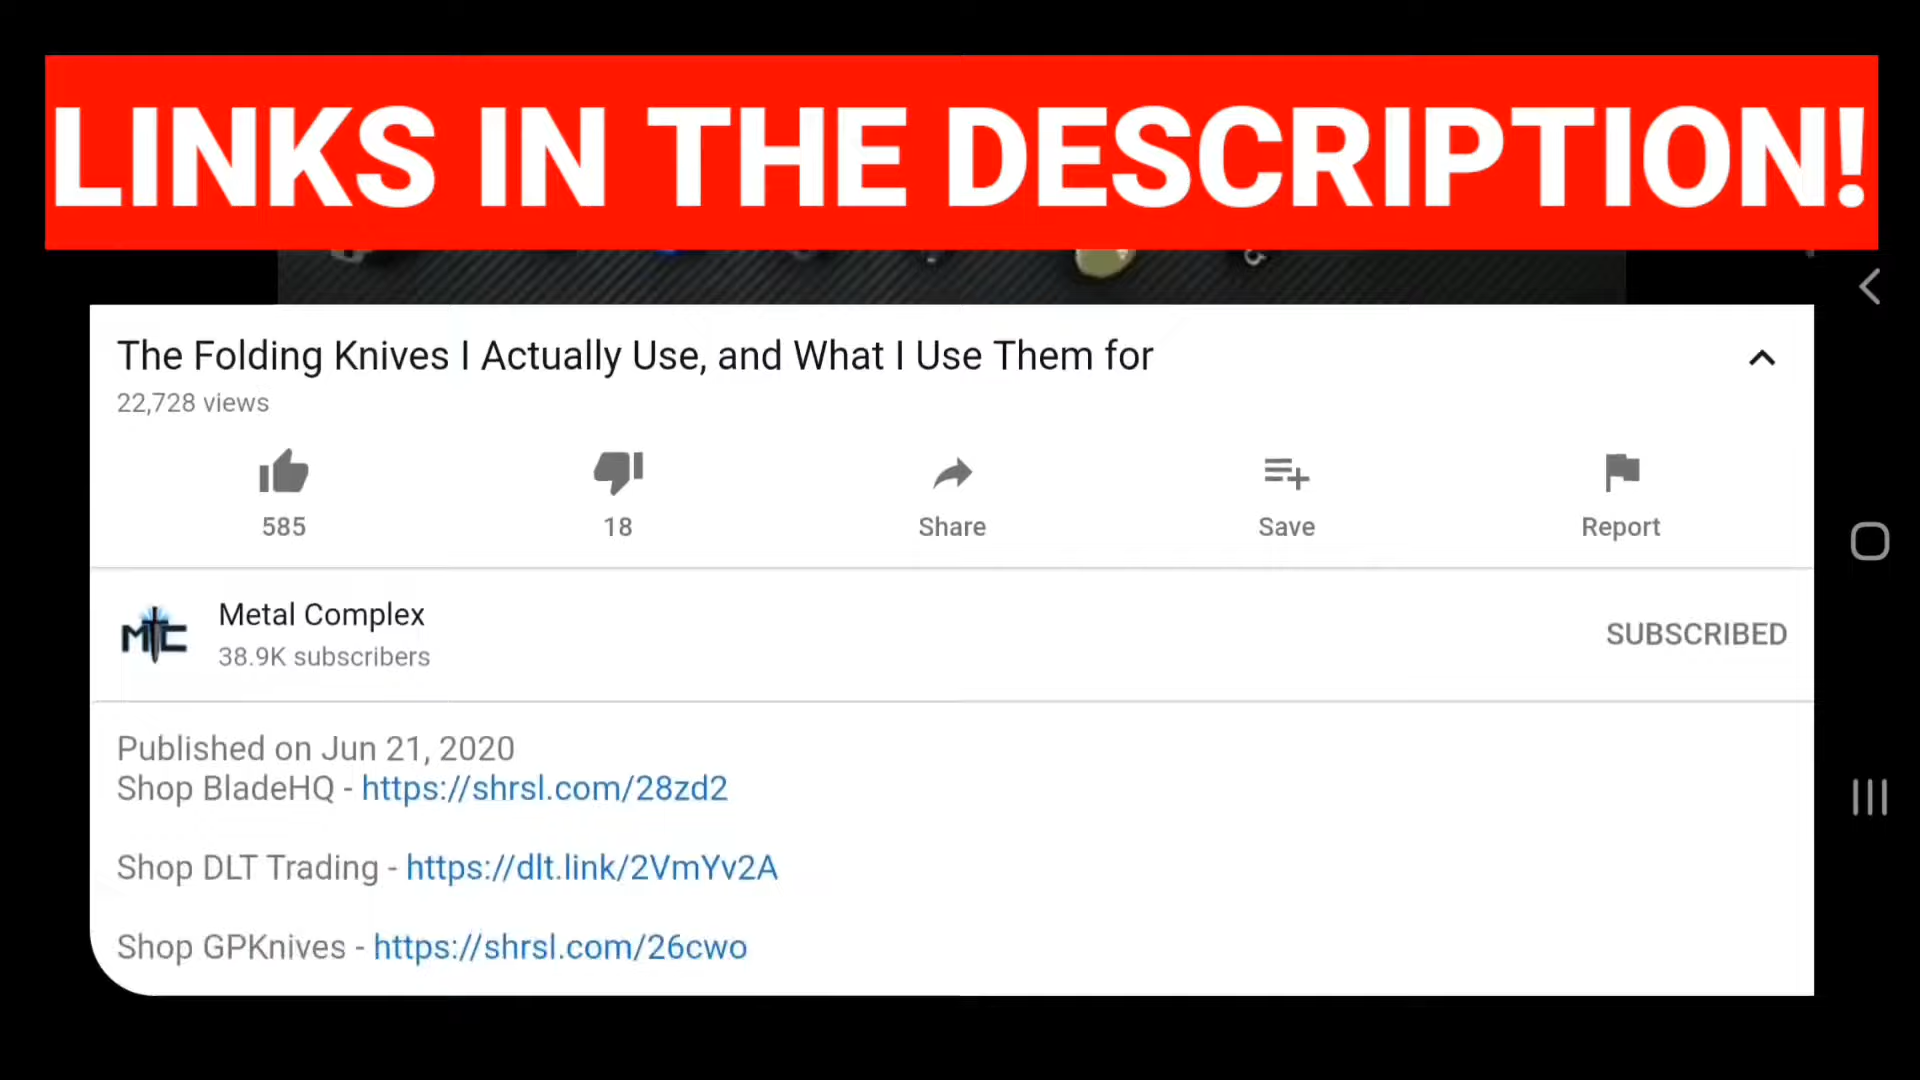 LINKS IN THE DESCRIPTION!
The Folding Knives I Actually Use, and What I Use Them for
22,728 views
585
18
Share
Save
Report
MTC
Metal Complex
38.9K subscribers
SUBSCRIBED
Published on Jun 21, 2020
Shop BladeHQ - https://shrsl.com/28zd2
Shop DLT Trading - https://dlt.link/2VmYv2A
Shop GPKnives - https://shrsl.com/26cwo